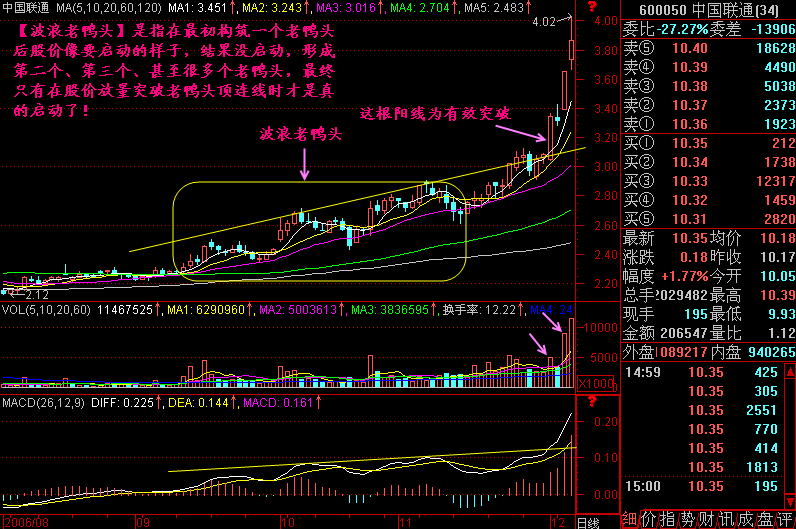 中国联通 MA(5,10,20,60,120) MA1: 3.451↑, MA2: 3.243↑, MA3: 3.016↑, MA4: 2.704↑, MA5: 2.483↑
?
4.02
【波浪老鸭头】是指在最初构筑一个老鸭头
后股价像要启动的样子，结果没启动，形成
第二个、第三个、甚至很多个老鸭头，最终
只有在股价放量突破老鸭头顶连线时才是真
的启动了！
波浪老鸭头
这根阳线为有效突破
4.00
3.80
3.60
3.40
3.20
3.00
2.80
2.60
2.40
2.20
2.12
VOL(5,10,20,60) 11467525↑, MA1: 6290960↑, MA2: 5003613↑, MA3: 3836595↑, 换手率: 12.22↑, MA4: 24
10000
5000
X1000
MACD(26,12,9) DIFF: 0.225↑, DEA: 0.144↑, MACD: 0.161↑
?
0.20
0.10
0.00
2006/08 09 10 11 12 日线
600050 中国联通(34)
委比 -27.27% 委差 -13906
卖⑤ 10.40 18628
卖④ 10.39 4490
卖③ 10.38 5038
卖② 10.37 2373
卖① 10.36 1923
买① 10.35 212
买② 10.34 1738
买③ 10.33 12317
买④ 10.32 1459
买⑤ 10.31 2820
最新 10.35 均价 10.18
涨跌 0.18 昨收 10.17
幅度 +1.77% 今开 10.05
总手 2029482 最高 10.39
现手 195 最低 9.93
金额 206547 量比 1.12
外盘 1089217 内盘 940265
14:59 10.35 425
10.35 305
10.35 2551
10.35 770
10.35 414
10.35 1813
15:00 10.35 195
细 价 指 势 财 讯 成 盘 评